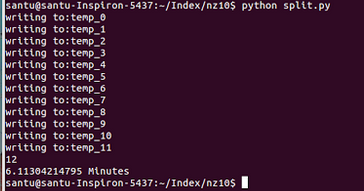 santu@santu-Inspiron-5437:~/Index/nz10$ python split.py
writing to:temp_0
writing to:temp_1
writing to:temp_2
writing to:temp_3
writing to:temp_4
writing to:temp_5
writing to:temp_6
writing to:temp_7
writing to:temp_8
writing to:temp_9
writing to:temp_10
writing to:temp_11
12
6.11304214795 Minutes
santu@santu-Inspiron-5437:~/Index/nz10$